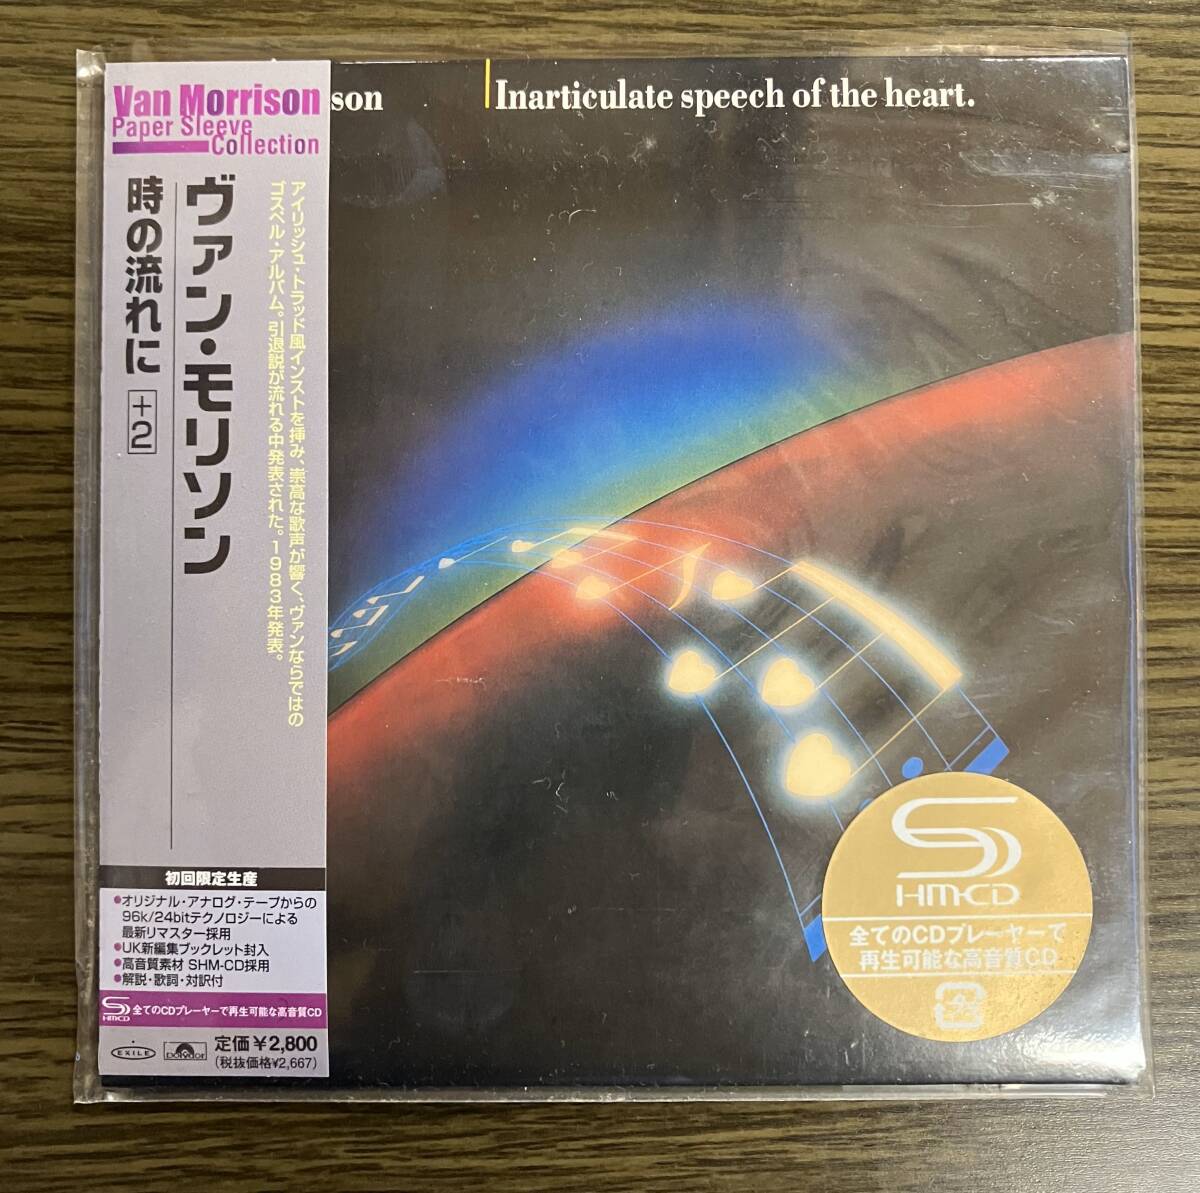 Van Morrison
Paper Sleeve
Collection
son
Inarticulate speech of the heart.
アイリッシュ・トラッド風インストを挿み、崇高な歌声が響く、ヴァンならではの
ゴスペル・アルバム。引退説が流れる中発表された。1983年発表。
ヴァン・モリソン
時の流れに +2
初回限定生産
●オリジナル・アナログ・テープからの
96k/24bitテクノロジーによる
最新リマスター採用
●UK新編集ブックレット封入
●高音質素材 SHM-CD採用
●解説・歌詞・対訳付
SHM-CD 全てのCDプレーヤーで再生可能な高音質CD
EXILE
polydor
定価￥2,800
(税抜価格¥2,667)
SHM-CD
全てのCDプレーヤーで
再生可能な高音質CD